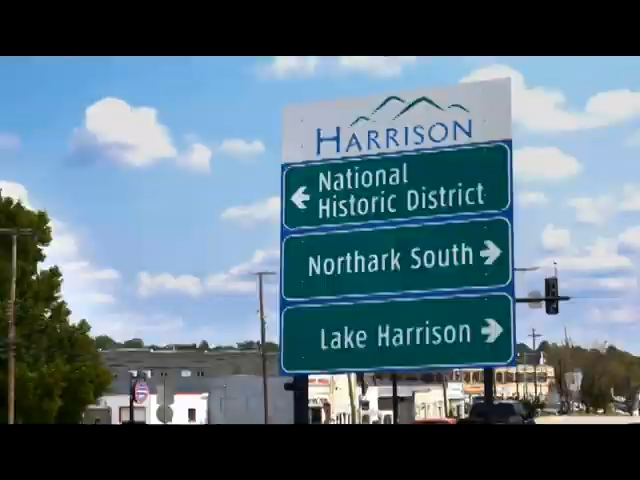 HARRISON
National
Historic District
Northark South
Lake Harrison